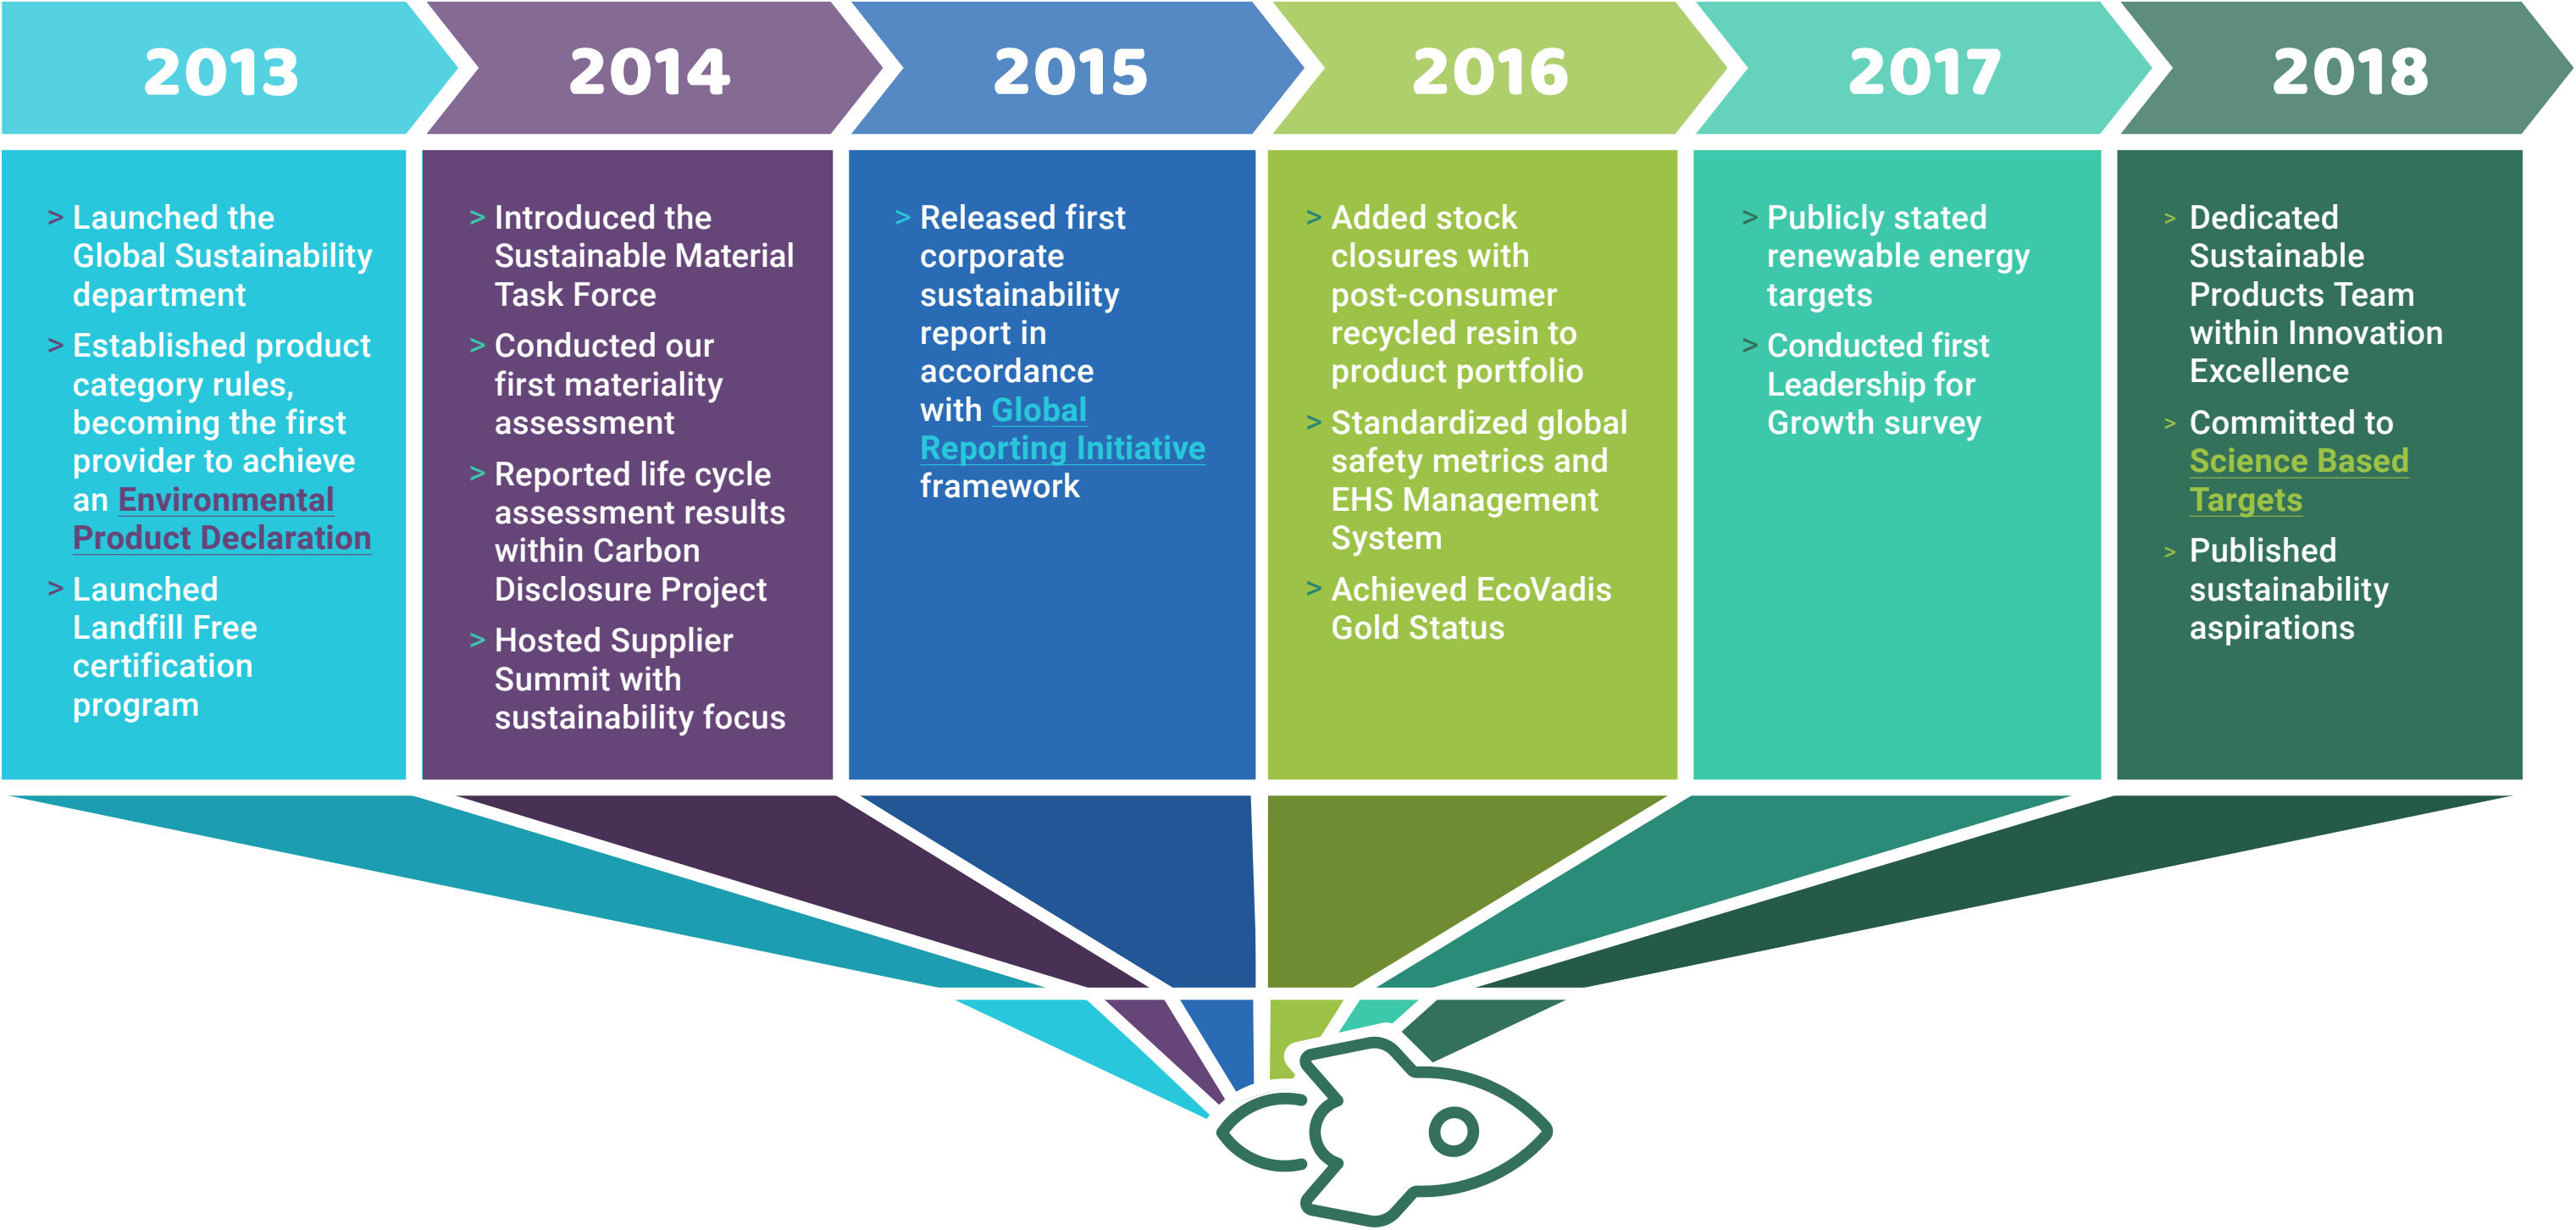 2013
> Launched the
Global Sustainability
department
> Established product
category rules,
becoming the first
provider to achieve
an Environmental
Product Declaration
> Launched
Landfill Free
certification
program
2014
> Introduced the
Sustainable Material
Task Force
> Conducted our
first materiality
assessment
> Reported life cycle
assessment results
within Carbon
Disclosure Project
> Hosted Supplier
Summit with
sustainability focus
2015
> Released first
corporate
sustainability
report in
accordance
with Global
Reporting Initiative
framework
2016
> Added stock
closures with
post-consumer
recycled resin to
product portfolio
> Standardized global
safety metrics and
EHS Management
System
> Achieved EcoVadis
Gold Status
2017
> Publicly stated
renewable energy
targets
> Conducted first
Leadership for
Growth survey
2018
> Dedicated
Sustainable
Products Team
within Innovation
Excellence
> Committed to
Science Based
Targets
> Published
sustainability
aspirations